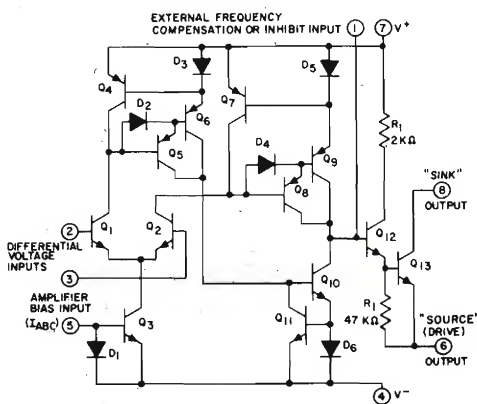 EXTERNAL FREQUENCY
COMPENSATION OR INHIBIT INPUT
1
7 V+
D3
D5
Q4
Q7
D2
Q6
R1
2KΩ
D4
Q9
Q5
Q8
"SINK"
8
OUTPUT
2
Q1
Q2
Q12
Q13
DIFFERENTIAL
VOLTAGE
INPUTS
3
Q10
AMPLIFIER
BIAS INPUT
(IABC)
5
Q3
Q11
R1
47 KΩ
"SOURCE"
(DRIVE)
6
OUTPUT
D1
D6
4 V-